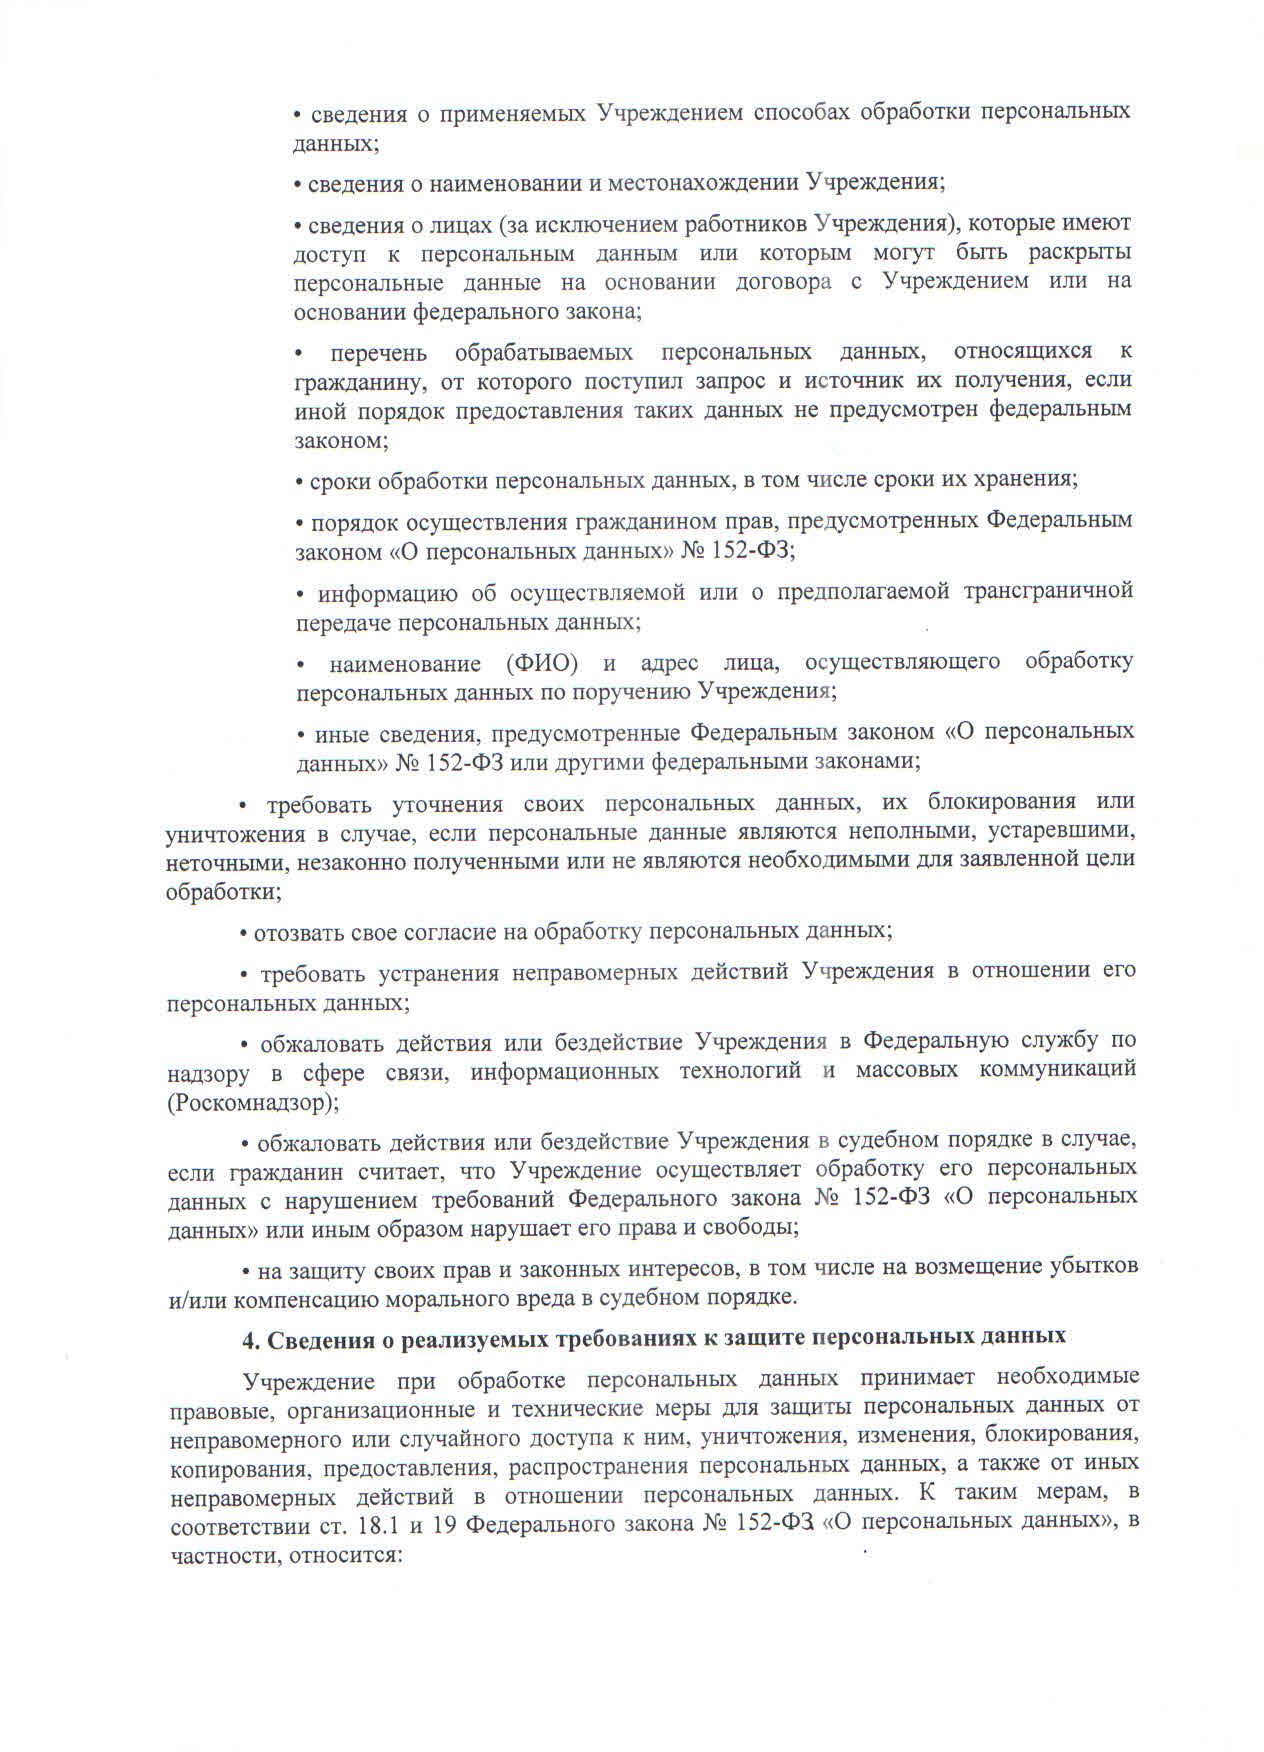 • сведения о применяемых Учреждением способах обработки персональных
данных;
• сведения о наименовании и местонахождении Учреждения;
• сведения о лицах (за исключением работников Учреждения), которые имеют
доступ к персональным данным или которым могут быть раскрыты
персональные данные на основании договора с Учреждением или на
основании федерального закона;
• перечень обрабатываемых персональных данных, относящихся к
гражданину, от которого поступил запрос и источник их получения, если
иной порядок предоставления таких данных не предусмотрен федеральным
законом;
• сроки обработки персональных данных, в том числе сроки их хранения;
• порядок осуществления гражданином прав, предусмотренных Федеральным
законом «О персональных данных» № 152-ФЗ;
• информацию об осуществляемой или о предполагаемой трансграничной
передаче персональных данных;
• наименование (ФИО) и адрес лица, осуществляющего обработку
персональных данных по поручению Учреждения;
• иные сведения, предусмотренные Федеральным законом «О персональных
данных» № 152-ФЗ или другими федеральными законами;
• требовать уточнения своих персональных данных, их блокирования или
уничтожения в случае, если персональные данные являются неполными, устаревшими,
неточными, незаконно полученными или не являются необходимыми для заявленной цели
обработки;
• отозвать свое согласие на обработку персональных данных;
• требовать устранения неправомерных действий Учреждения в отношении его
персональных данных;
• обжаловать действия или бездействие Учреждения в Федеральную службу по
надзору в сфере связи, информационных технологий и массовых коммуникаций
(Роскомнадзор);
• обжаловать действия или бездействие Учреждения в судебном порядке в случае,
если гражданин считает, что Учреждение осуществляет обработку его персональных
данных с нарушением требований Федерального закона № 152-ФЗ «О персональных
данных» или иным образом нарушает его права и свободы;
• на защиту своих прав и законных интересов, в том числе на возмещение убытков
и/или компенсацию морального вреда в судебном порядке.
4. Сведения о реализуемых требованиях к защите персональных данных
Учреждение при обработке персональных данных принимает необходимые
правовые, организационные и технические меры для защиты персональных данных от
неправомерного или случайного доступа к ним, уничтожения, изменения, блокирования,
копирования, предоставления, распространения персональных данных, а также от иных
неправомерных действий в отношении персональных данных. К таким мерам, в
соответствии ст. 18.1 и 19 Федерального закона № 152-ФЗ «О персональных данных», в
частности, относится: